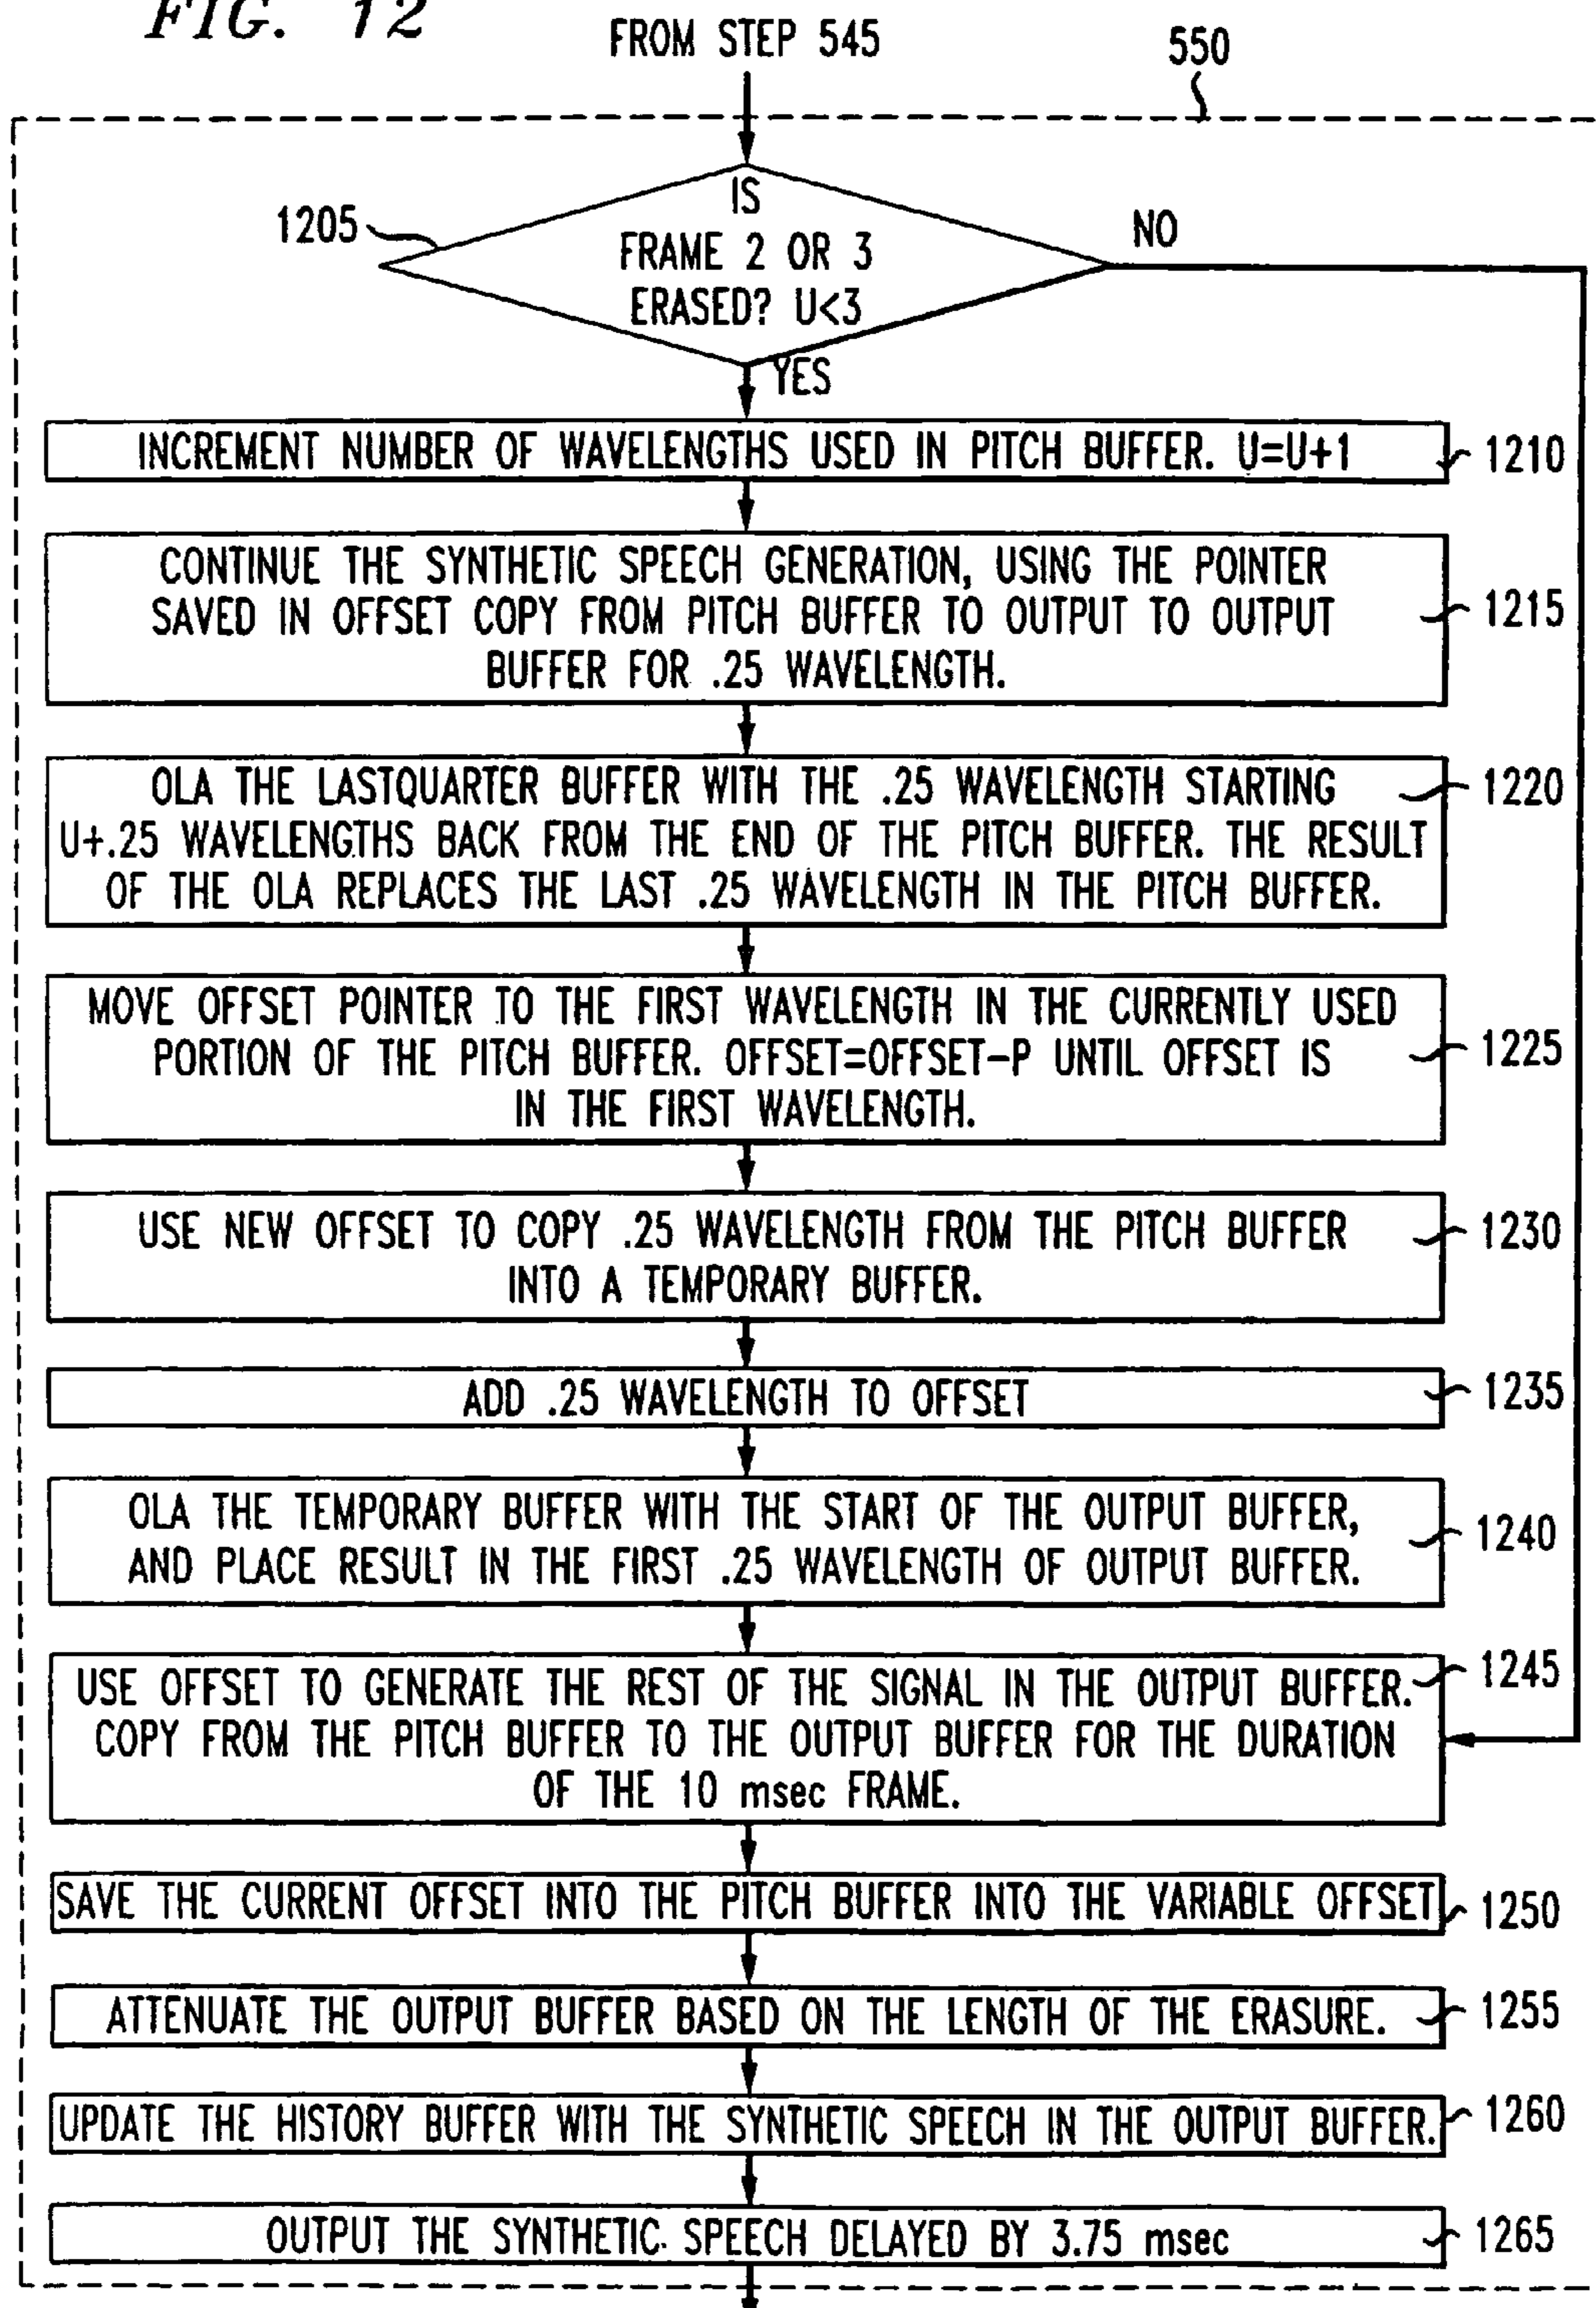 FIG. 12
FROM STEP 545
550
1205
IS
FRAME 2 OR 3
ERASED? U<3
NO
YES
INCREMENT NUMBER OF WAVELENGTHS USED IN PITCH BUFFER. U=U+1
1210
CONTINUE THE SYNTHETIC SPEECH GENERATION, USING THE POINTER
SAVED IN OFFSET COPY FROM PITCH BUFFER TO OUTPUT TO OUTPUT
BUFFER FOR .25 WAVELENGTH.
1215
OLA THE LASTQUARTER BUFFER WITH THE .25 WAVELENGTH STARTING
U+.25 WAVELENGTHS BACK FROM THE END OF THE PITCH BUFFER. THE RESULT
OF THE OLA REPLACES THE LAST .25 WAVELENGTH IN THE PITCH BUFFER.
1220
MOVE OFFSET POINTER TO THE FIRST WAVELENGTH IN THE CURRENTLY USED
PORTION OF THE PITCH BUFFER. OFFSET=OFFSET-P UNTIL OFFSET IS
IN THE FIRST WAVELENGTH.
1225
USE NEW OFFSET TO COPY .25 WAVELENGTH FROM THE PITCH BUFFER
INTO A TEMPORARY BUFFER.
1230
ADD .25 WAVELENGTH TO OFFSET
1235
OLA THE TEMPORARY BUFFER WITH THE START OF THE OUTPUT BUFFER,
AND PLACE RESULT IN THE FIRST .25 WAVELENGTH OF OUTPUT BUFFER.
1240
USE OFFSET TO GENERATE THE REST OF THE SIGNAL IN THE OUTPUT BUFFER.
COPY FROM THE PITCH BUFFER TO THE OUTPUT BUFFER FOR THE DURATION
OF THE 10 msec FRAME.
1245
SAVE THE CURRENT OFFSET INTO THE PITCH BUFFER INTO THE VARIABLE OFFSET
1250
ATTENUATE THE OUTPUT BUFFER BASED ON THE LENGTH OF THE ERASURE.
1255
UPDATE THE HISTORY BUFFER WITH THE SYNTHETIC SPEECH IN THE OUTPUT BUFFER.
1260
OUTPUT THE SYNTHETIC SPEECH DELAYED BY 3.75 msec
1265